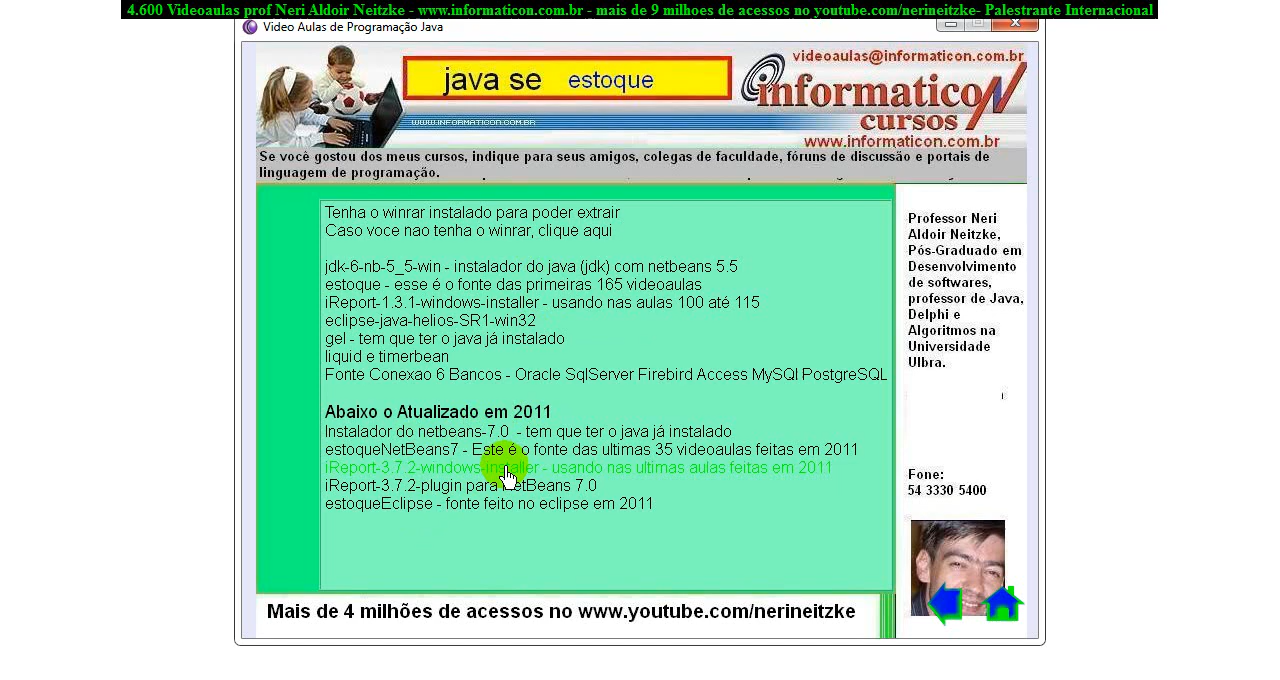 4.600 Videoaulas prof Neri Aldoir Neitzke - www.informaticon.com.br - mais de 9 milhoes de acessos no youtube.com/nerineitzke- Palestrante Internacional
Video Aulas de Programação Java
videoaulas@informaticon.com.br
java se estoque
informaticon
cursos
WWW.INFORMATICON.COM.BR
www.informaticon.com.br
Se você gostou dos meus cursos, indique para seus amigos, colegas de faculdade, fóruns de discussão e portais de
linguagem de programação.
Tenha o winrar instalado para poder extrair
Caso voce nao tenha o winrar, clique aqui
jdk-6-nb-5_5-win - instalador do java (jdk) com netbeans 5.5
estoque - esse é o fonte das primeiras 165 videoaulas
iReport-1.3.1-windows-installer - usando nas aulas 100 até 115
eclipse-java-helios-SR1-win32
gel - tem que ter o java já instalado
liquid e timerbean
Fonte Conexao 6 Bancos - Oracle SqlServer Firebird Access MySQl PostgreSQL
Abaixo o Atualizado em 2011
Instalador do netbeans-7.0 - tem que ter o java já instalado
estoqueNetBeans7 - Este é o fonte das ultimas 35 videoaulas feitas em 2011
iReport-3.7.2-windows-installer - usando nas ultimas aulas feitas em 2011
iReport-3.7.2-plugin para NetBeans 7.0
estoqueEclipse - fonte feito no eclipse em 2011
Professor Neri
Aldoir Neitzke,
Pós-Graduado em
Desenvolvimento
de softwares,
professor de Java,
Delphi e
Algoritmos na
Universidade
Ulbra.
Fone:
54 3330 5400
Mais de 4 milhões de acessos no www.youtube.com/nerineitzke